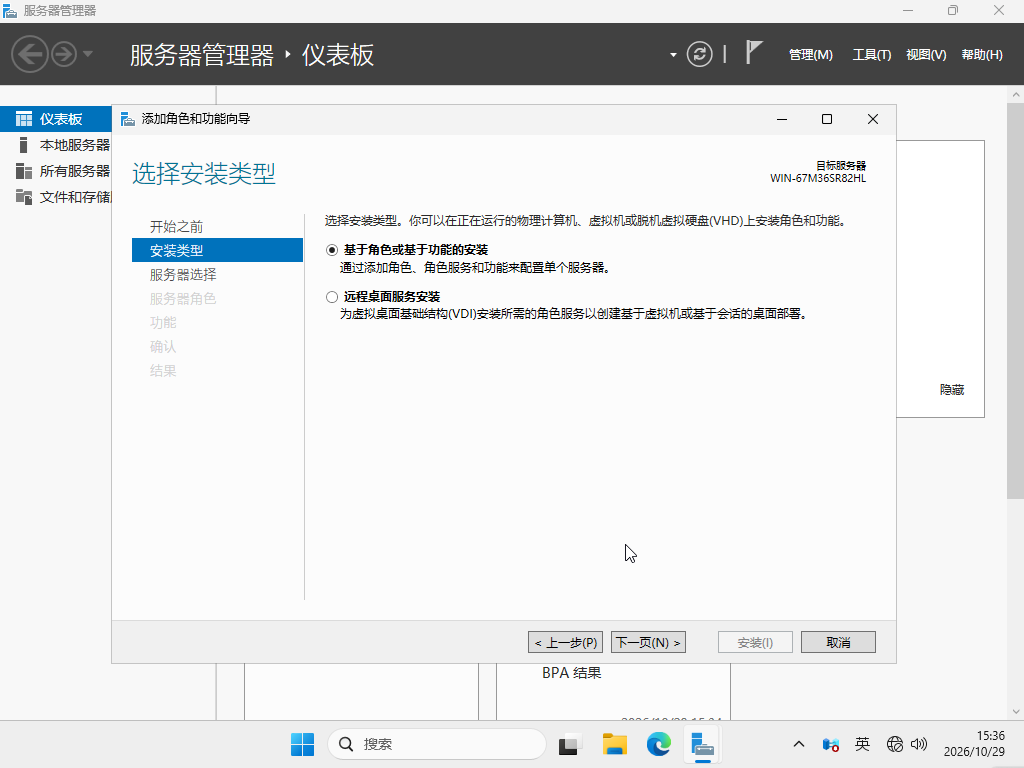 服务器管理器
服务器管理器 ‣ 仪表板
管理(M) 工具(T) 视图(V) 帮助(H)
仪表板
本地服务器
所有服务器
文件和存储
添加角色和功能向导
选择安装类型
目标服务器
WIN-67M36SR82HL
开始之前
安装类型
服务器选择
服务器角色
功能
确认
结果
选择安装类型。你可以在正在运行的物理计算机、虚拟机或脱机虚拟硬盘(VHD)上安装角色和功能。
基于角色或基于功能的安装
通过添加角色、角色服务和功能来配置单个服务器。
远程桌面服务安装
为虚拟桌面基础结构(VDI)安装所需的角色服务以创建基于虚拟机或基于会话的桌面部署。
隐藏
< 上一步(P) 下一页(N) > 安装(I) 取消
BPA 结果
搜索
英
15:36
2026/10/29